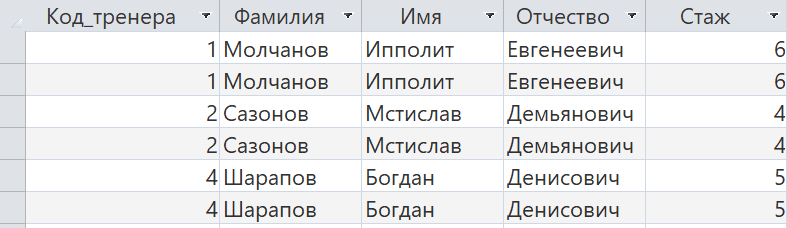 Код_тренера Фамилия Имя Отчество Стаж
1 Молчанов Ипполит Евгенеевич 6
1 Молчанов Ипполит Евгенеевич 6
2 Сазонов Мстислав Демьянович 4
2 Сазонов Мстислав Демьянович 4
4 Шарапов Богдан Денисович 5
4 Шарапов Богдан Денисович 5